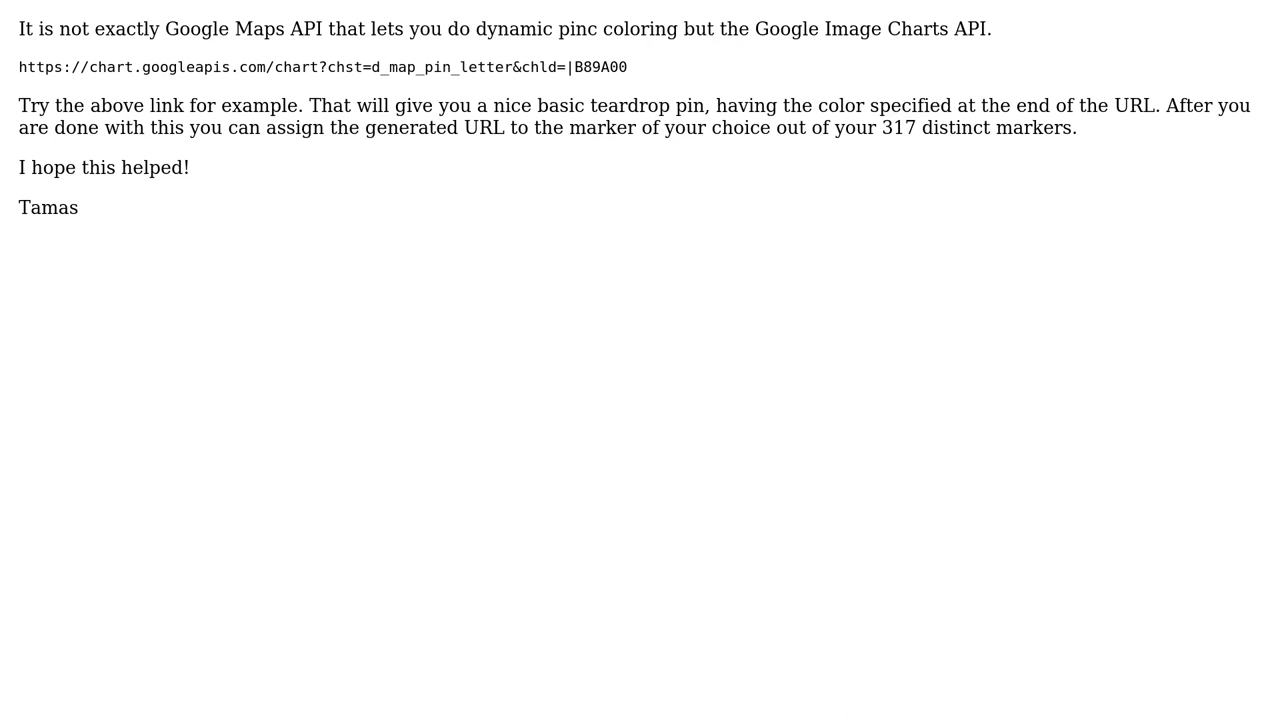 It is not exactly Google Maps API that lets you do dynamic pinc coloring but the Google Image Charts API.
https://chart.googleapis.com/chart?chst=d_map_pin_letter&chld=|B89A00
Try the above link for example. That will give you a nice basic teardrop pin, having the color specified at the end of the URL. After you
are done with this you can assign the generated URL to the marker of your choice out of your 317 distinct markers.
I hope this helped!
Tamas